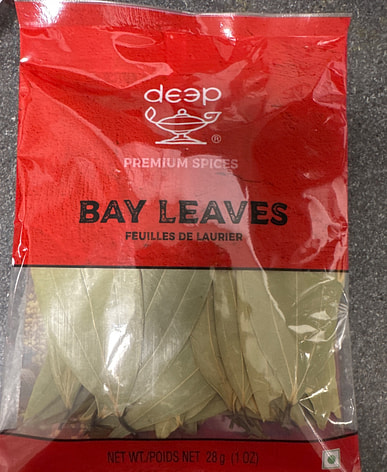 deep
®
PREMIUM SPICES
BAY LEAVES
FEUILLES DE LAURIER
NET WT./POIDS NET 28 g (1 OZ)